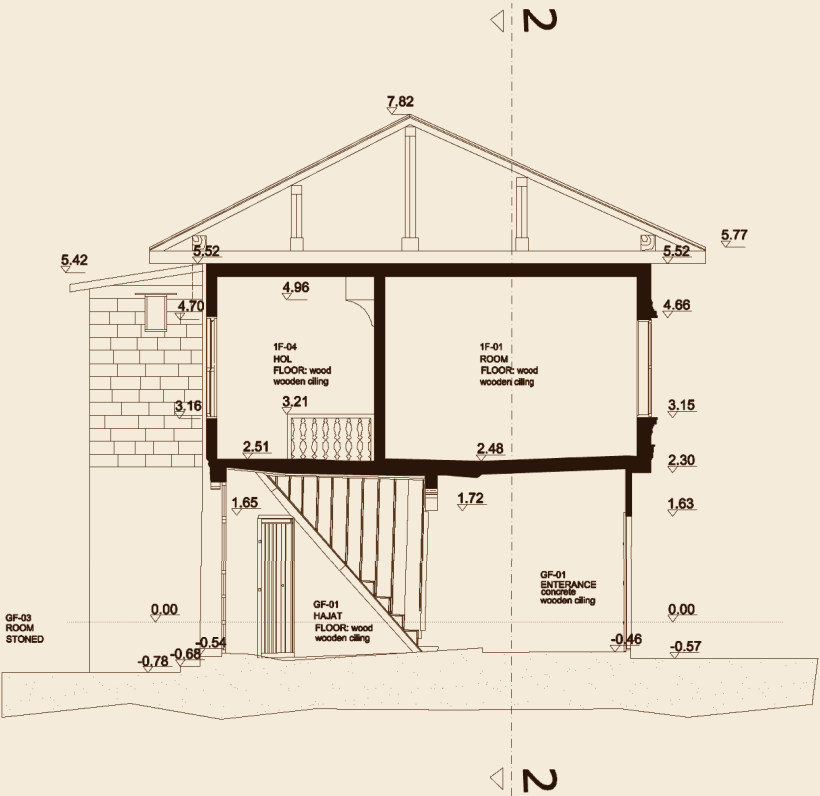 2
7.82
5.77
5.52
5.52
5.42
4.96
4.70
4.66
1F-04
HOL
FLOOR: wood
wooden ciling
1F-01
ROOM
FLOOR: wood
wooden ciling
3.16
3.21
3.15
2.51
2.48
2.30
1.65
1.72
1.63
GF-01
ENTERANCE
concrete
wooden ciling
GF-01
HAJAT
FLOOR: wood
wooden ciling
GF-03
ROOM
STONED
0,00
0,00
-0.54
-0.46
-0.57
-0.68
-0.78
2